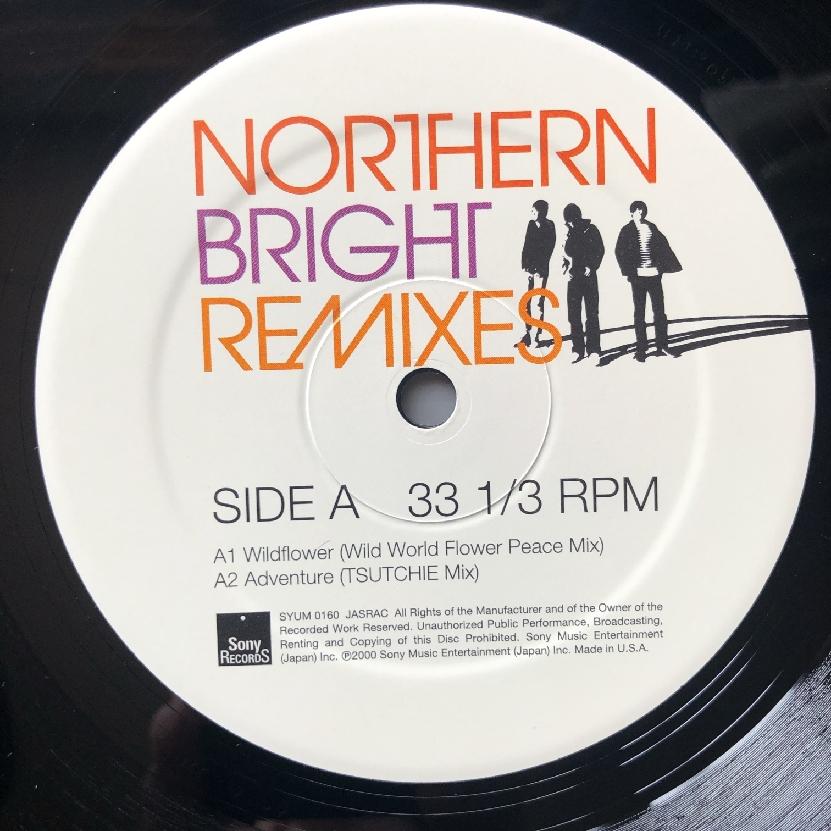 NORTHERN
BRIGHT
REMIXES
SIDE A 33 1/3 RPM
A1 Wildflower (Wild World Flower Peace Mix)
A2 Adventure (TSUTCHIE Mix)
Sony
RECORDS
SYUM 0160 JASRAC All Rights of the Manufacturer and of the Owner of the
Recorded Work Reserved. Unauthorized Public Performance, Broadcasting,
Renting and Copying of this Disc Prohibited. Sony Music Entertainment
(Japan) Inc. ℗2000 Sony Music Entertainment (Japan) Inc. Made in U.S.A.